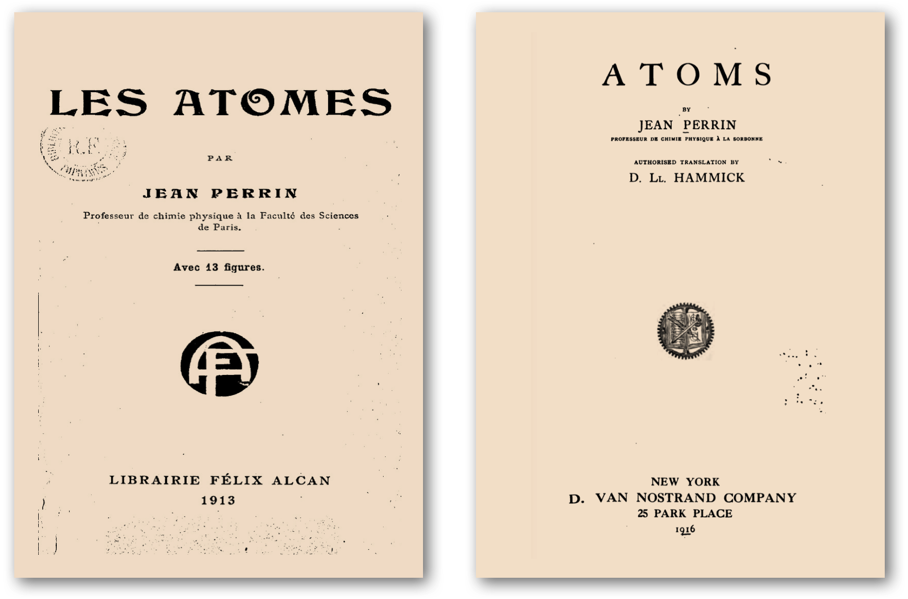 LES ATOMES
R.F.
IMPRIMÉS
PAR
JEAN PERRIN
Professeur de chimie physique à la Faculté des Sciences
de Paris.
Avec 13 figures.
LIBRAIRIE FÉLIX ALCAN
1913
ATOMS
BY
JEAN PERRIN
PROFESSEUR DE CHIMIE PHYSIQUE À LA SORBONNE
AUTHORISED TRANSLATION BY
D. LL. HAMMICK
NEW YORK
D. VAN NOSTRAND COMPANY
25 PARK PLACE
1916